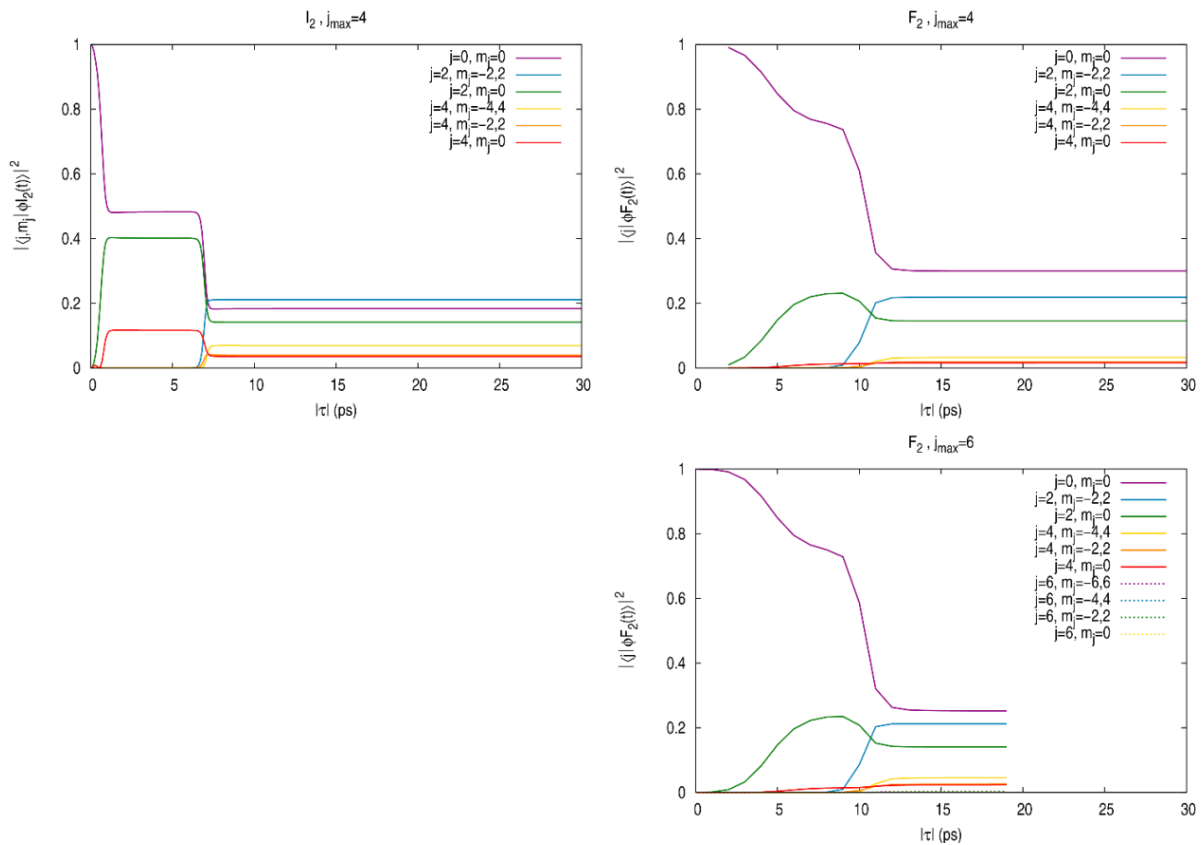 I₂ , jₘₐₓ=4
1
0.8
0.6
0.4
0.2
0
|⟨j,mⱼ|ϕI₂(t)⟩|²
j=0, mⱼ=0
j=2, mⱼ=−2,2
j=2, mⱼ=0
j=4, mⱼ=−4,4
j=4, mⱼ=−2,2
j=4, mⱼ=0
0 5 10 15 20 25 30
|τ| (ps)
F₂ , jₘₐₓ=4
1
0.8
0.6
0.4
0.2
0
|⟨j|ϕF₂(t)⟩|²
j=0, mⱼ=0
j=2, mⱼ=−2,2
j=2, mⱼ=0
j=4, mⱼ=−4,4
j=4, mⱼ=−2,2
j=4, mⱼ=0
0 5 10 15 20 25 30
|τ| (ps)
F₂ , jₘₐₓ=6
1
0.8
0.6
0.4
0.2
0
|⟨j|ϕF₂(t)⟩|²
j=0, mⱼ=0
j=2, mⱼ=−2,2
j=2, mⱼ=0
j=4, mⱼ=−4,4
j=4, mⱼ=−2,2
j=4, mⱼ=0
j=6, mⱼ=−6,6
j=6, mⱼ=−4,4
j=6, mⱼ=−2,2
j=6, mⱼ=0
0 5 10 15 20 25 30
|τ| (ps)